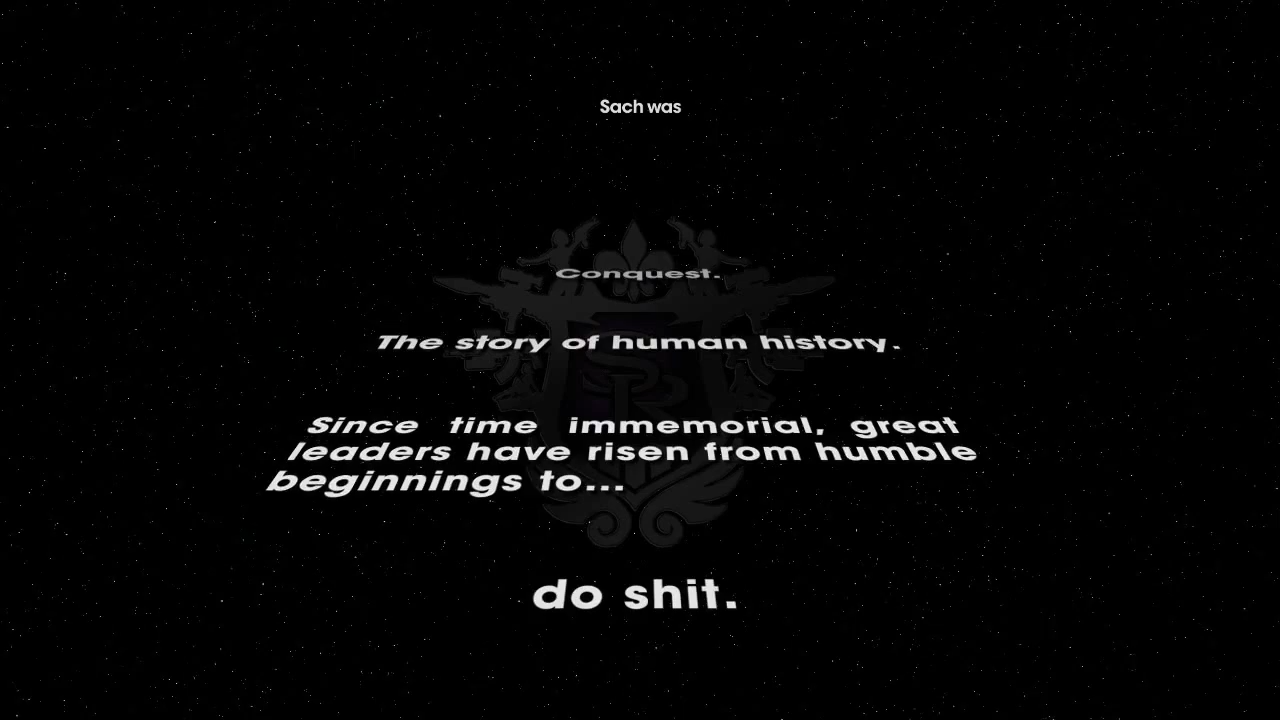 Sach was
Conquest.
The story of human history.
Since time immemorial, great
leaders have risen from humble
beginnings to...
do shit.
SR